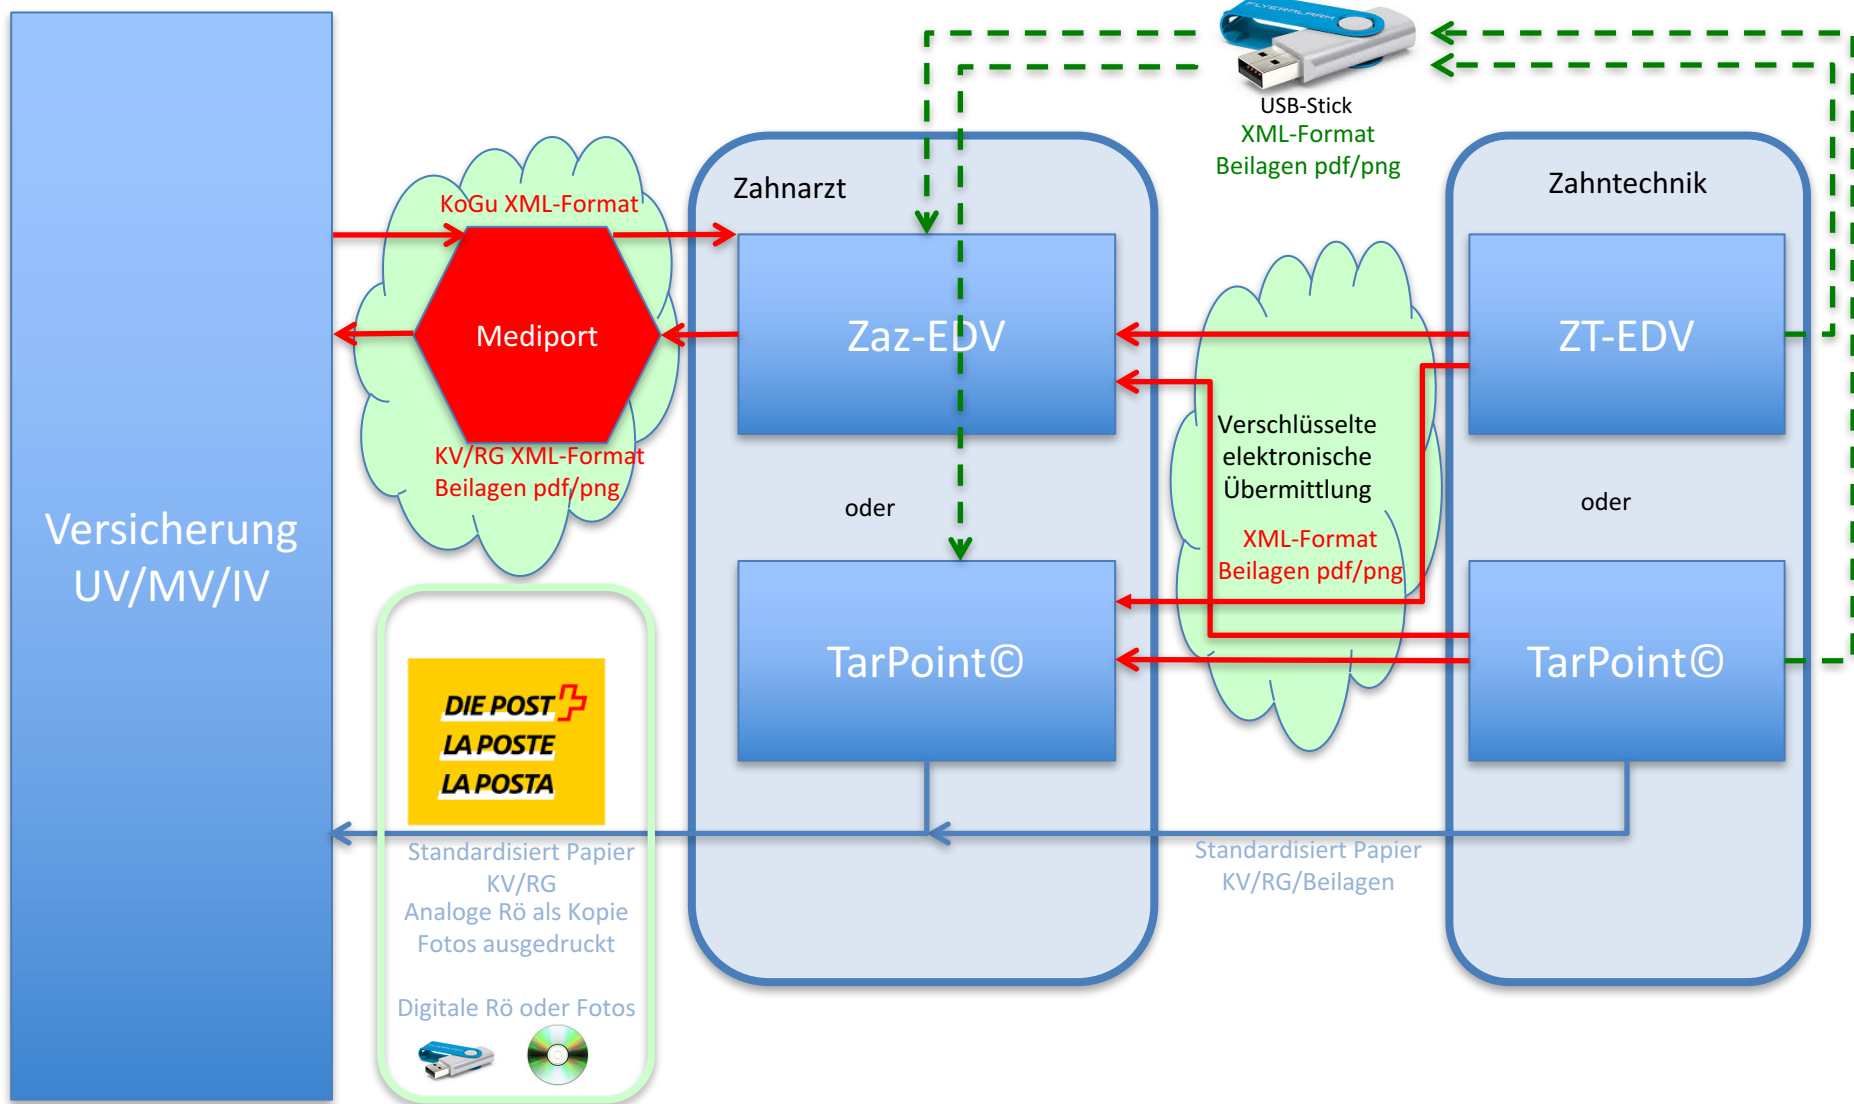 FLYERALARM
USB-Stick
XML-Format
Beilagen pdf/png
Versicherung
UV/MV/IV
KoGu XML-Format
Mediport
KV/RG XML-Format
Beilagen pdf/png
DIE POST
LA POSTE
LA POSTA
Standardisiert Papier
KV/RG
Analoge Rö als Kopie
Fotos ausgedruckt
Digitale Rö oder Fotos
Zahnarzt
Zaz-EDV
oder
TarPoint©
Verschlüsselte
elektronische
Übermittlung
XML-Format
Beilagen pdf/png
Standardisiert Papier
KV/RG/Beilagen
Zahntechnik
ZT-EDV
oder
TarPoint©